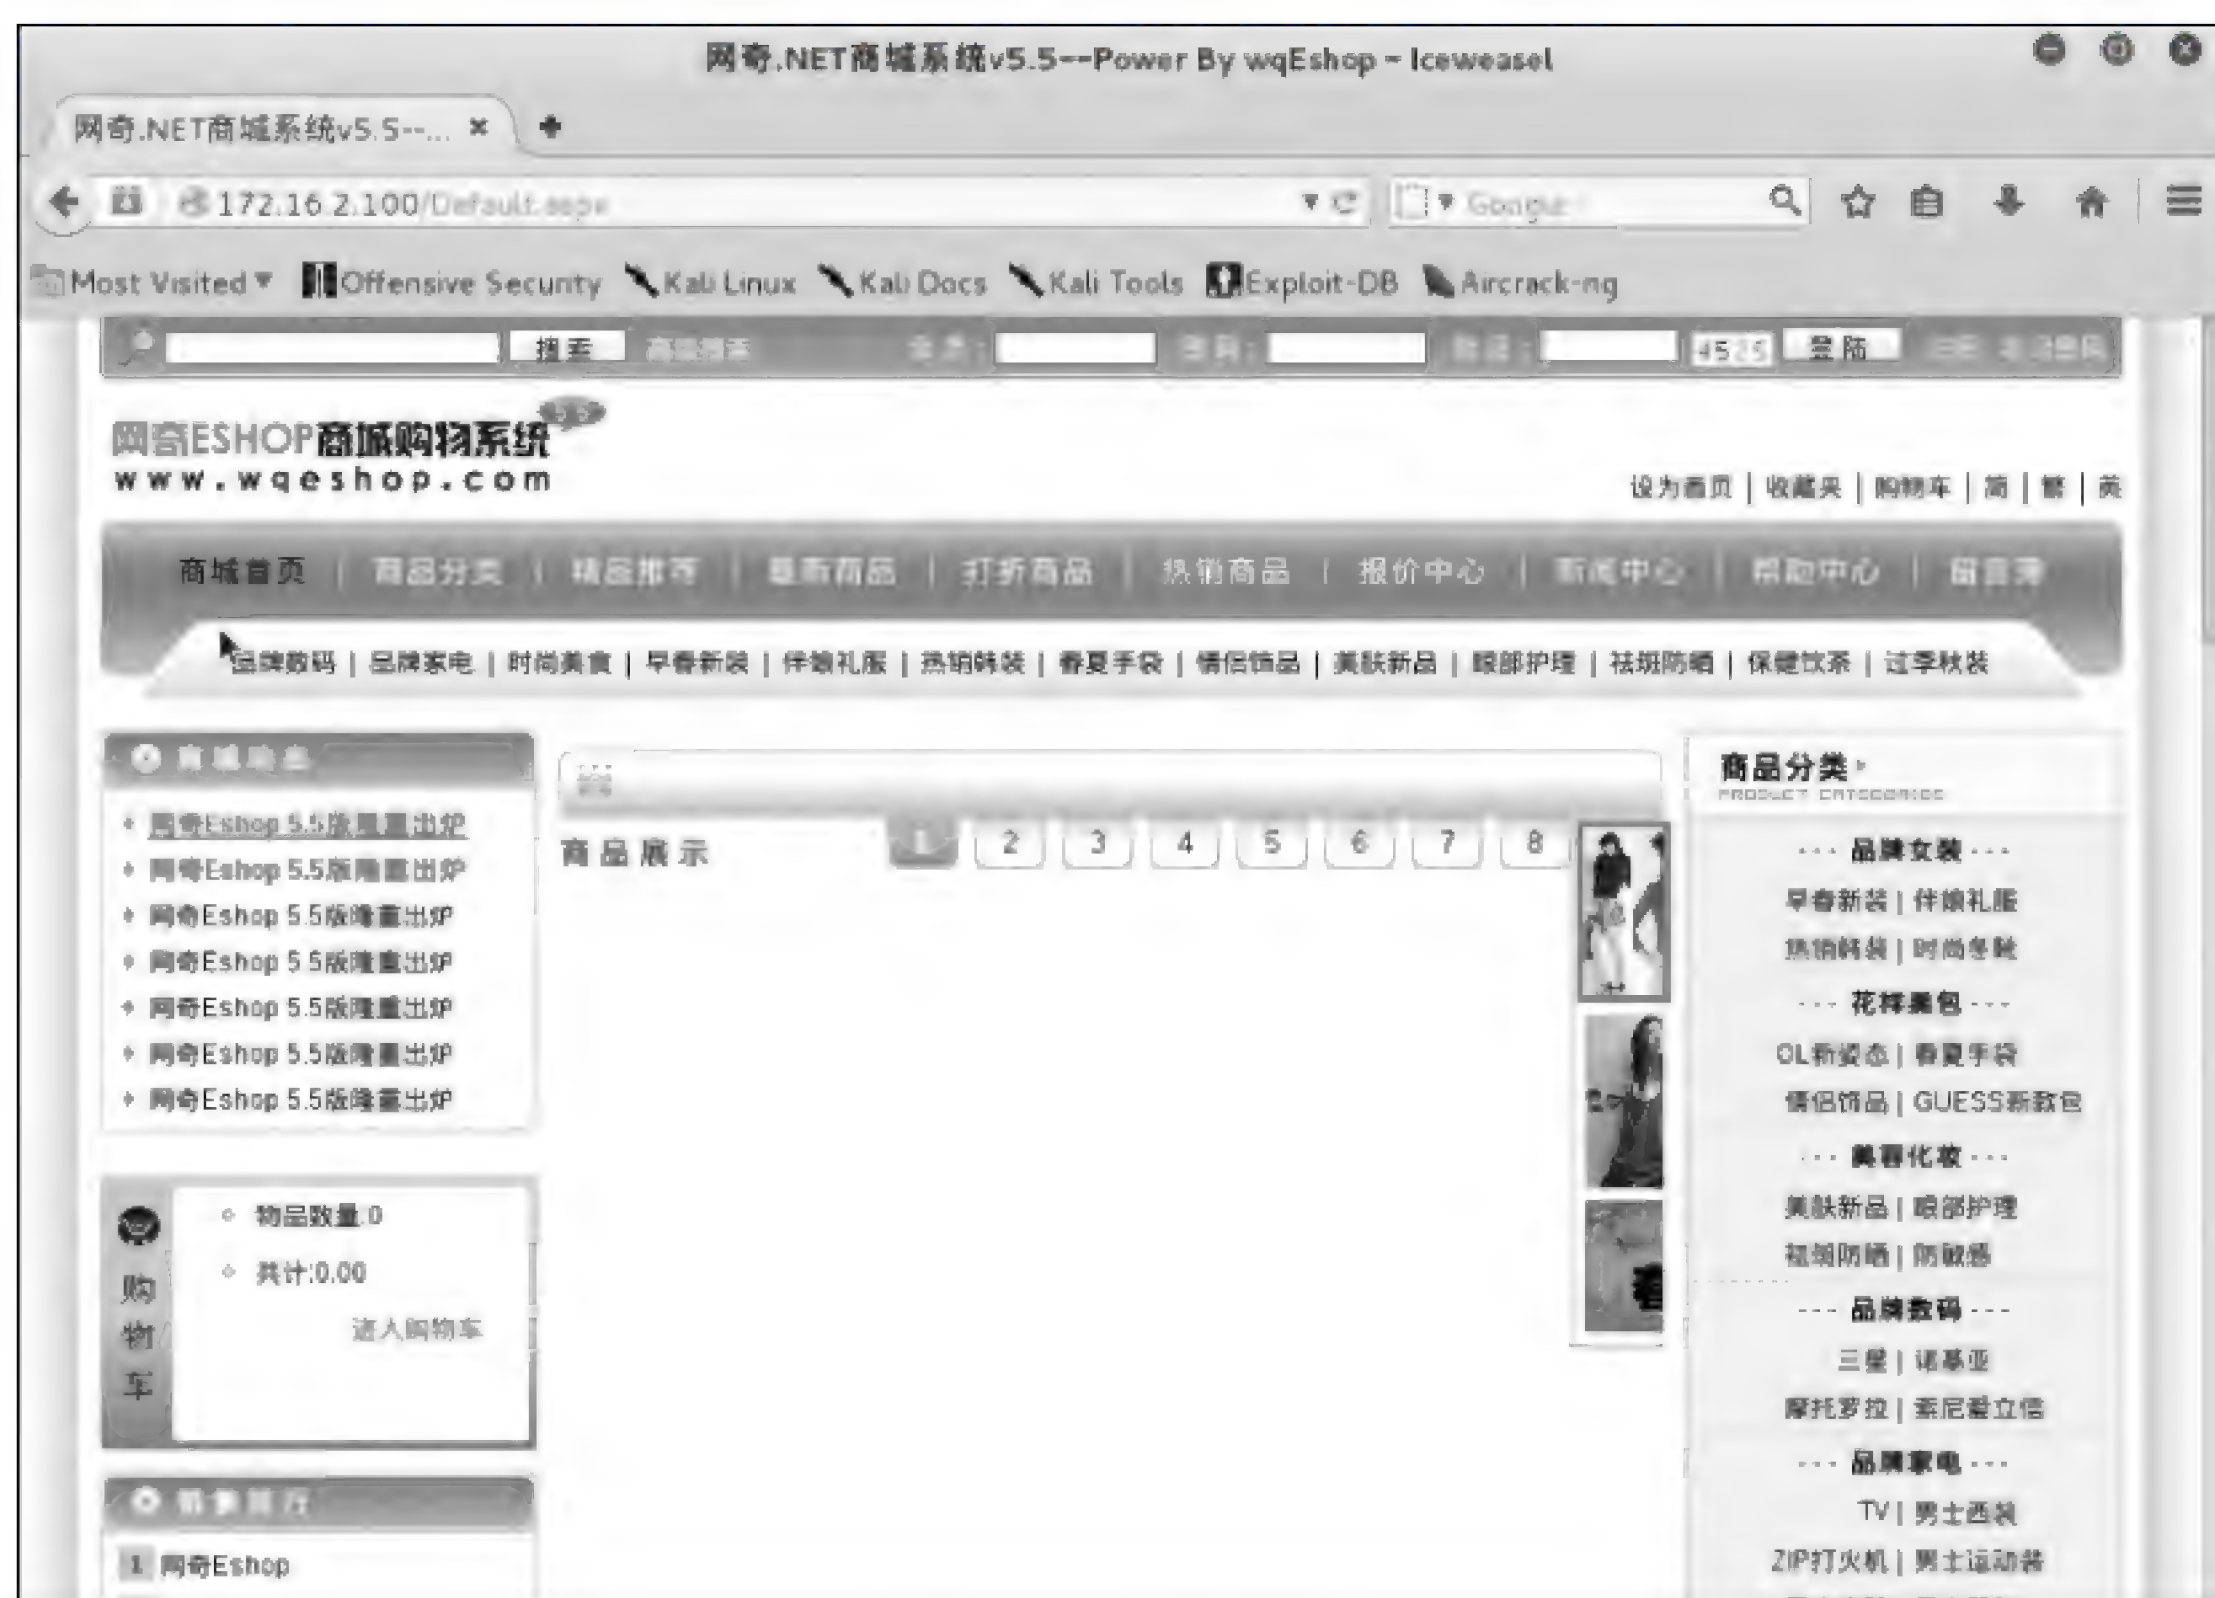 网奇.NET商城系统v5.5--Power By wqEshop - Iceweasel
网奇.NET商城系统v5.5--...
172.16.2.100/Default.aspx
Google
Most Visited Offensive Security Kali Linux Kali Docs Kali Tools Exploit-DB Aircrack-ng
搜索 高级搜索 登陆
5.5
网奇ESHOP商城购物系统
www.wqeshop.com
设为首页 | 收藏夹 | 购物车 | 简 | 繁 | 英
商城首页 | 商品分类 | 精品推荐 | 最新商品 | 打折商品 | 热销商品 | 报价中心 | 新闻中心 | 帮助中心 | 留言簿
品牌数码 | 品牌家电 | 时尚美食 | 早春新装 | 伴娘礼服 | 热销韩装 | 春夏手袋 | 情侣饰品 | 美肤新品 | 眼部护理 | 祛斑防晒 | 保健饮茶 | 过季秋装
商城动态
网奇Eshop 5.5版隆重出炉
网奇Eshop 5.5版隆重出炉
网奇Eshop 5.5版隆重出炉
网奇Eshop 5.5版隆重出炉
网奇Eshop 5.5版隆重出炉
网奇Eshop 5.5版隆重出炉
网奇Eshop 5.5版隆重出炉
购物车
物品数量:0
共计:0.00
进入购物车
销售排行
1 网奇Eshop
商品展示
1 2 3 4 5 6 7 8
商品分类
PRODUCT CATEGORIES
--- 品牌女装 ---
早春新装 | 伴娘礼服
热销韩装 | 时尚冬靴
--- 花样美包 ---
OL新姿态 | 春夏手袋
情侣饰品 | GUESS新款包
--- 美容化妆 ---
美肤新品 | 眼部护理
祛斑防晒 | 防敏感
--- 品牌数码 ---
三星 | 诺基亚
摩托罗拉 | 索尼爱立信
--- 品牌家电 ---
TV | 男士西装
ZIP打火机 | 男士运动装